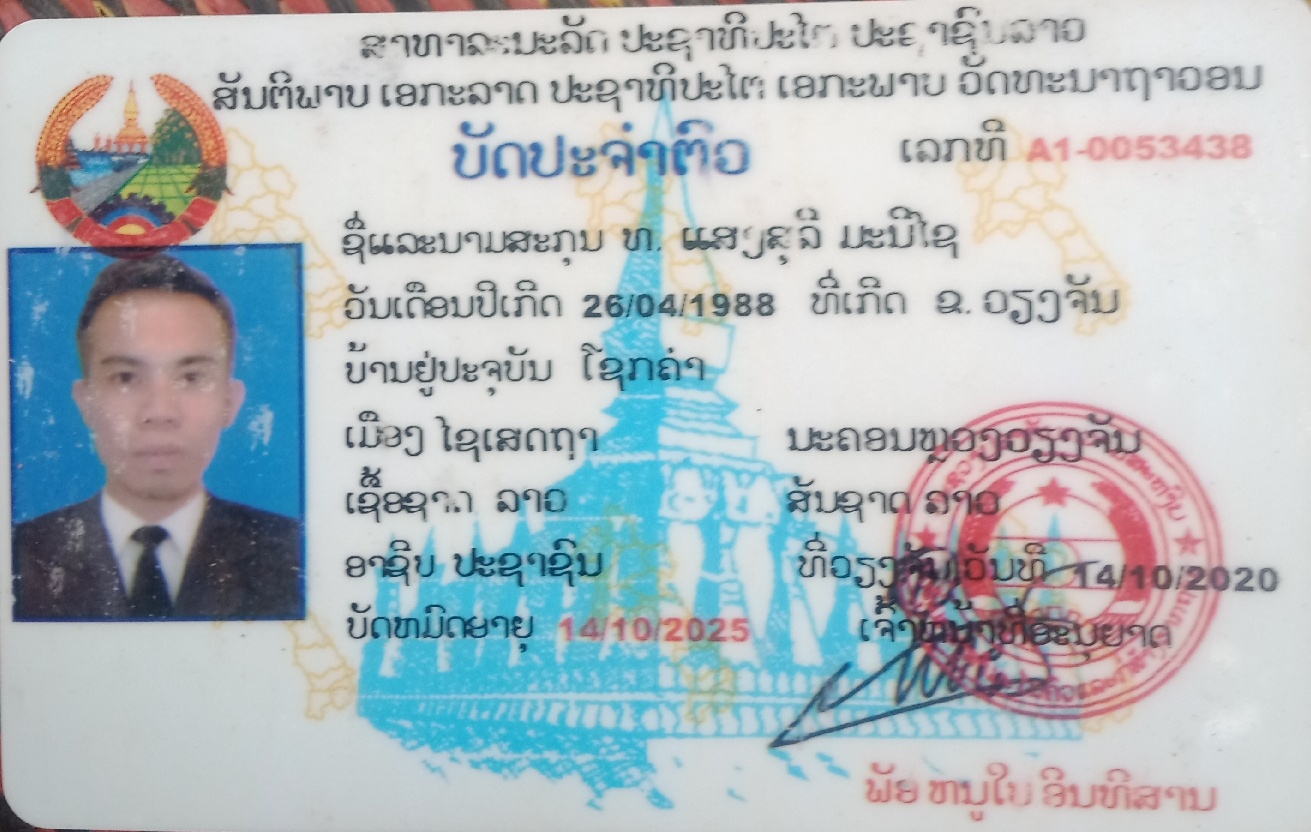 ສາທາລະນະລັດ ປະຊາທິປະໄຕ ປະຊາຊົນລາວ
ສັນຕິພາບ ເອກະລາດ ປະຊາທິປະໄຕ ເອກະພາບ ວັດທະນາຖາວອນ
ບັດປະຈຳຕົວ ເລກທີ A1-0053438
ຊື່ແລະນາມສະກຸນ ທ. ແສງສຸລີ ມະນີໄຊ
ວັນເດືອນປີເກີດ 26/04/1988 ທີ່ເກີດ ຂ. ວຽງຈັນ
ບ້ານຢູ່ປະຈຸບັນ ໂຊກຄຳ
ເມືອງ ໄຊເສດຖາ ນະຄອນຫຼວງວຽງຈັນ
ເຊື້ອຊາດ ລາວ ສັນຊາດ ລາວ
ອາຊີບ ປະຊາຊົນ ທີ່ວຽງຈັນ ວັນທີ 14/10/2020
ບັດຫມົດອາຍຸ 14/10/2025 ເຈົ້າຫນ້າທີ່ອະນຸຍາດ
ພັອ ຫນູໃບ ອິນທິສານ